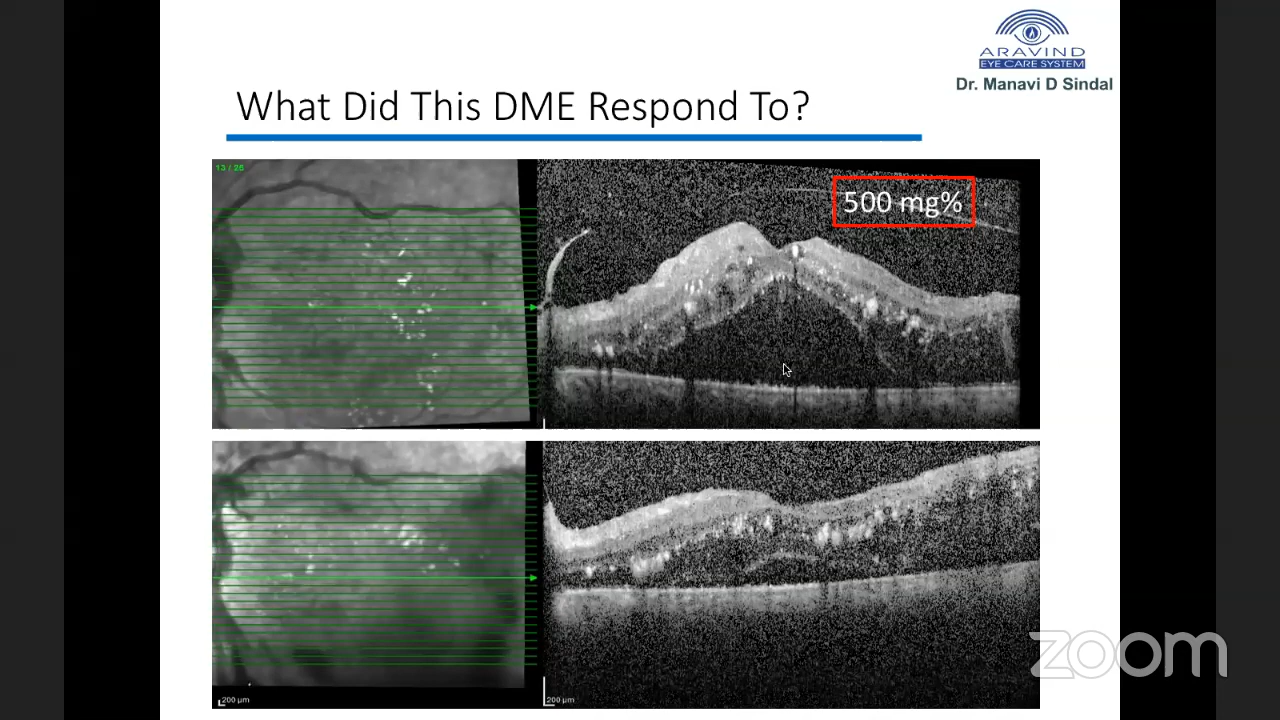 ARAVIND
EYE CARE SYSTEM
Dr. Manavi D Sindal
What Did This DME Respond To?
13 / 25
500 mg%
200 µm
200 µm
zoom